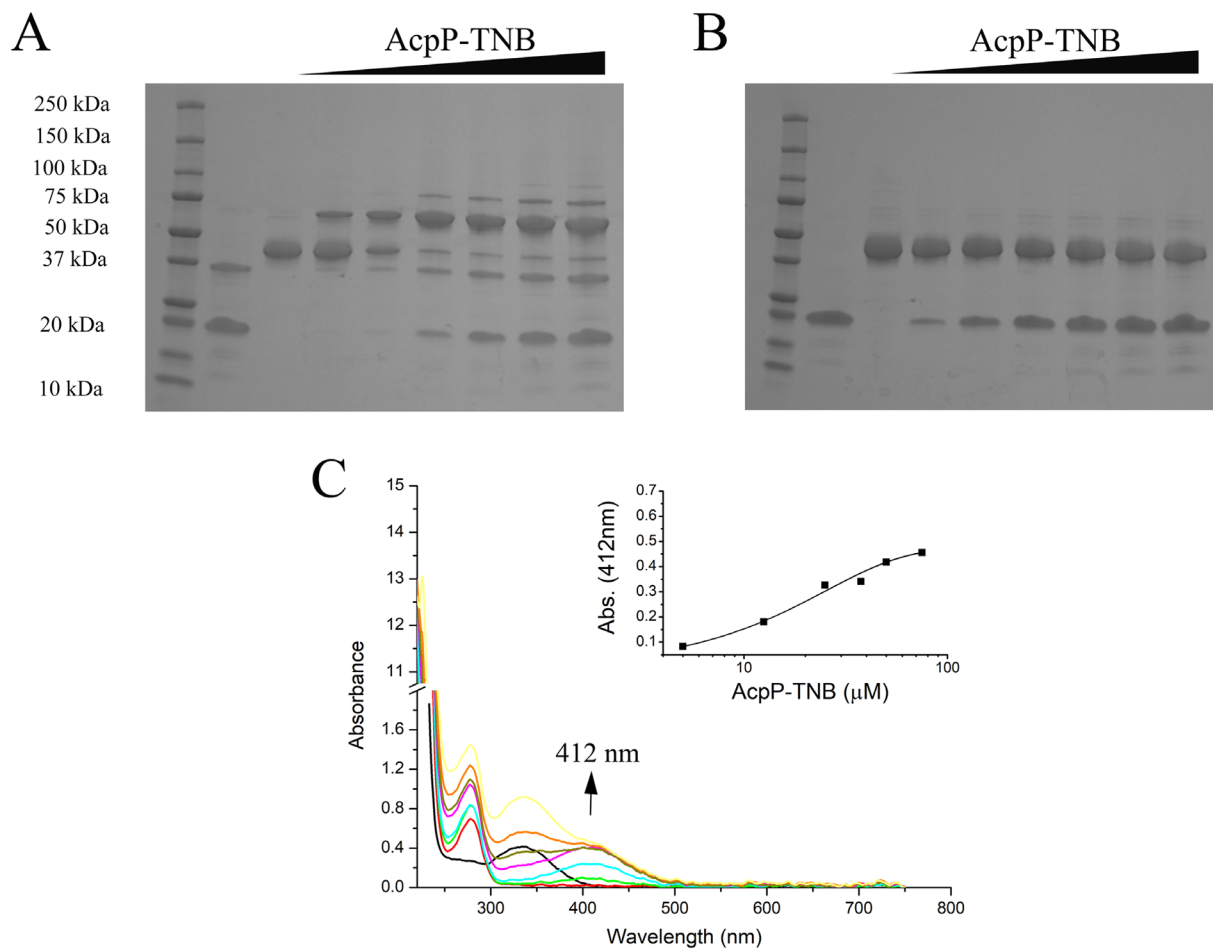 A
AcpP-TNB
B
AcpP-TNB
250 kDa
150 kDa
100 kDa
75 kDa
50 kDa
37 kDa
20 kDa
10 kDa
C
15
14
13
12
11
1.6
1.2
0.8
0.4
0.0
Absorbance
300
400
500
600
700
800
Wavelength (nm)
412 nm
0.7
0.6
0.5
0.4
0.3
0.2
0.1
Abs. (412nm)
10
100
AcpP-TNB (μM)